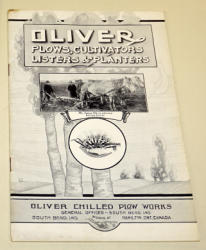 OLIVER
PLOWS, CULTIVATORS
LISTERS & PLANTERS
OLIVER CHILLED PLOW WORKS
GENERAL OFFICES - SOUTH BEND, IND.
SOUTH BEND, IND. HAMILTON, ONT. CANADA